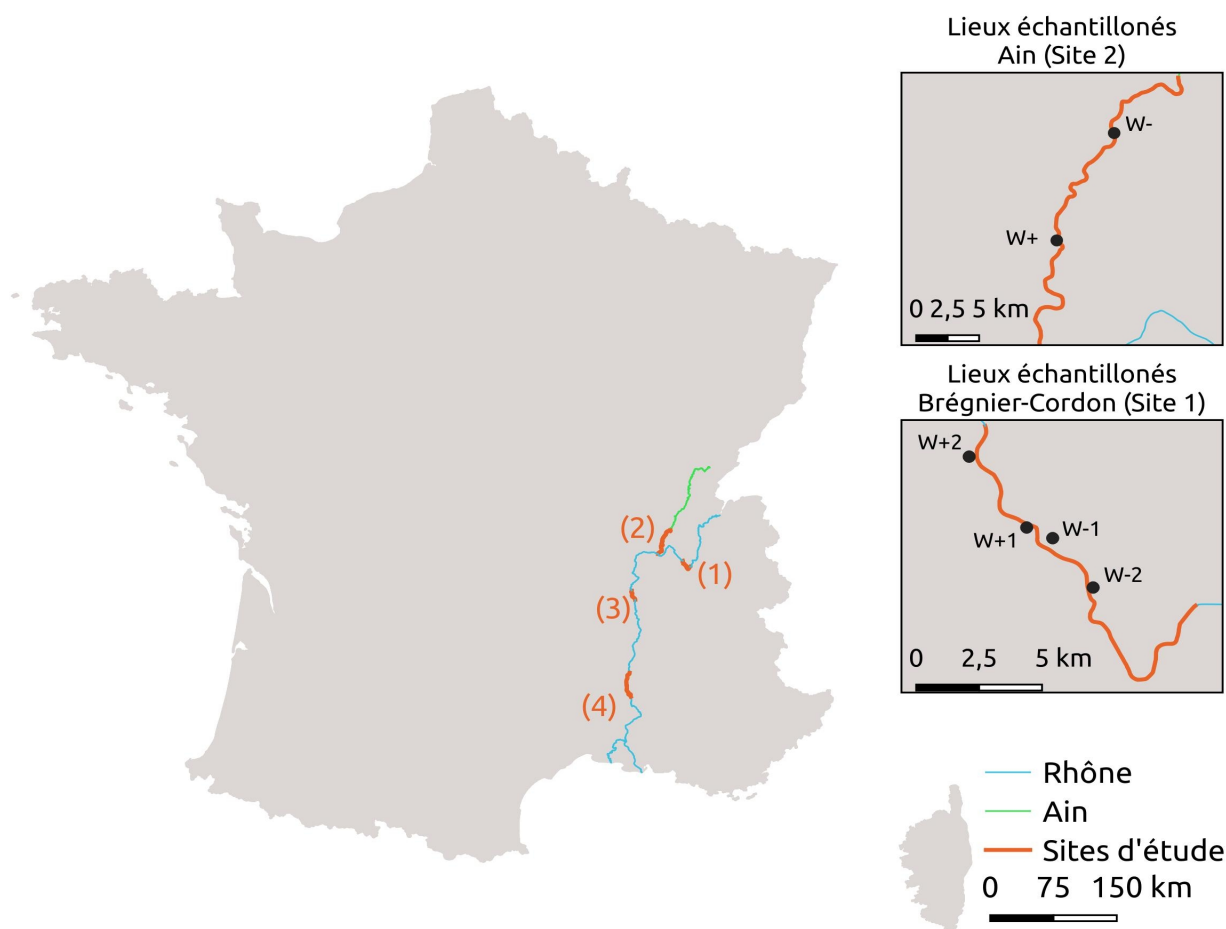 Lieux échantillonés
Ain (Site 2)
W-
W+
0 2,5 5 km
Lieux échantillonés
Brégnier-Cordon (Site 1)
W+2
W+1
W-1
W-2
0 2,5 5 km
(2)
(1)
(3)
(4)
Rhône
Ain
Sites d'étude
0 75 150 km